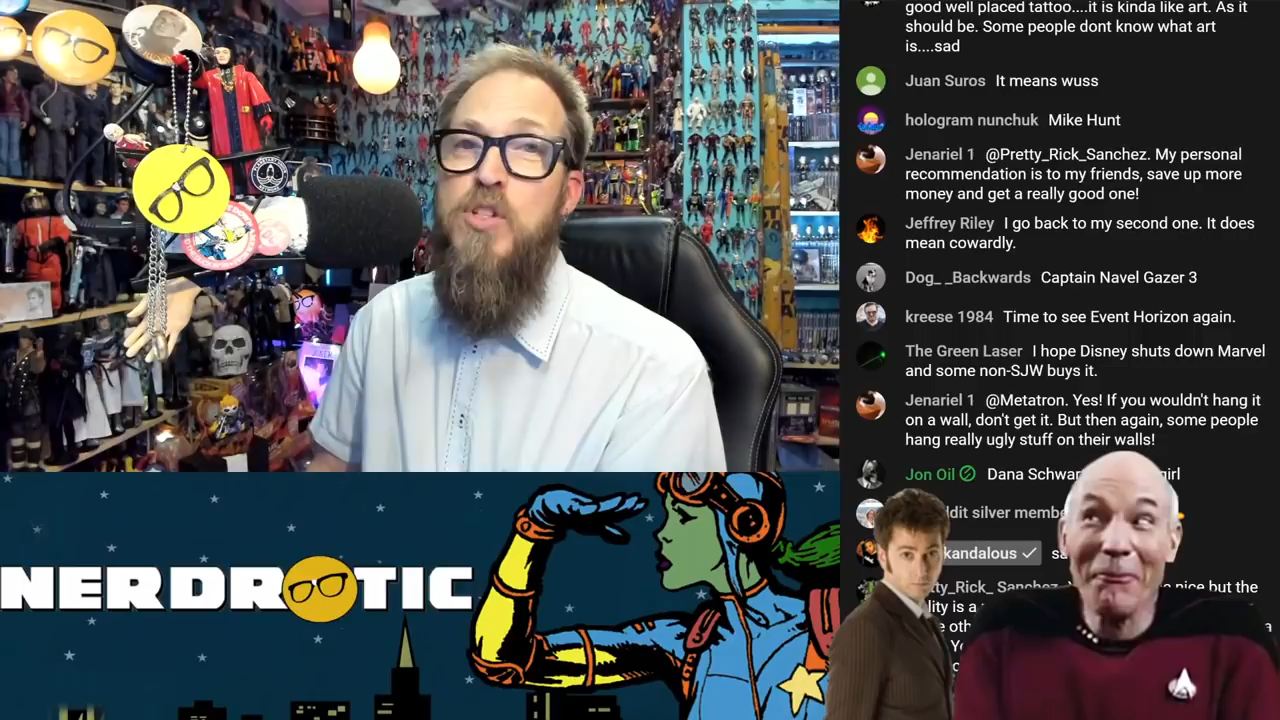 good well placed tattoo....it is kinda like art. As it
should be. Some people dont know what art
is....sad
Juan Suros It means wuss
hologram nunchuk Mike Hunt
Jenariel 1 @Pretty_Rick_Sanchez. My personal
recommendation is to my friends, save up more
money and get a really good one!
Jeffrey Riley I go back to my second one. It does
mean cowardly.
Dog_ _Backwards Captain Navel Gazer 3
kreese 1984 Time to see Event Horizon again.
The Green Laser I hope Disney shuts down Marvel
and some non-SJW buys it.
Jenariel 1 @Metatron. Yes! If you wouldn't hang it
on a wall, don't get it. But then again, some people
hang really ugly stuff on their walls!
Jon Oil Dana Schwar
ddit silver memb
kandalous
nice but the
lity is a
NERDROTIC